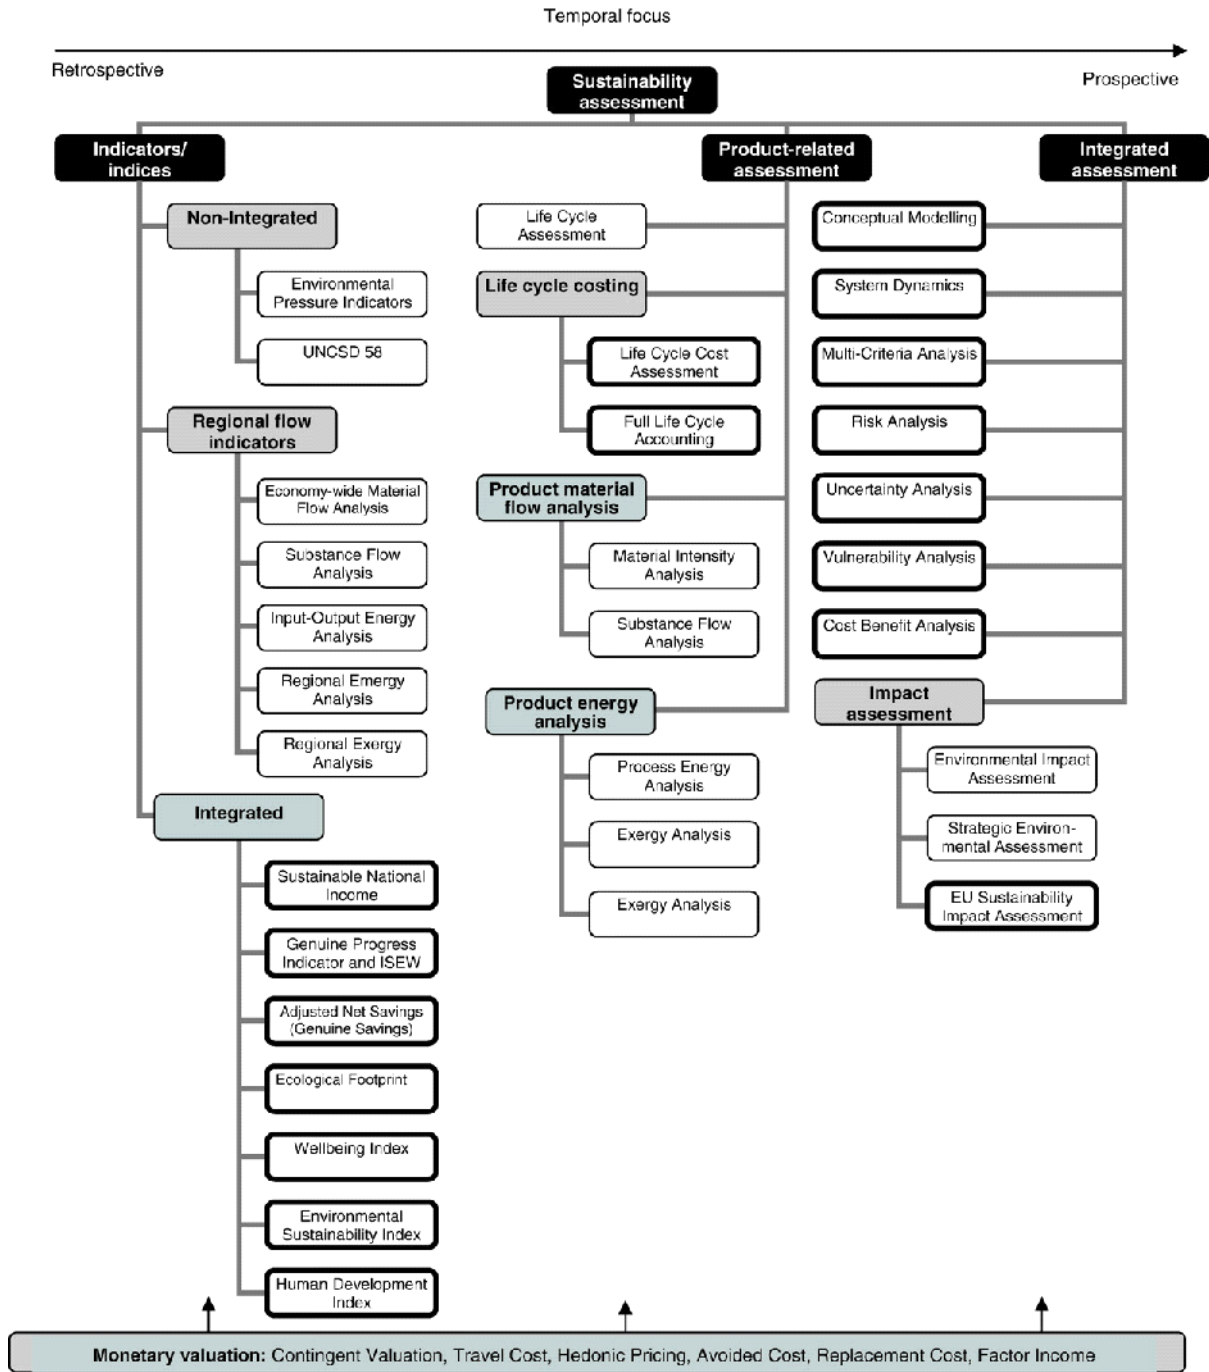 Temporal focus
Retrospective
Prospective
Sustainability
assessment
Indicators/
indices
Product-related
assessment
Integrated
assessment
Non-Integrated
Environmental
Pressure Indicators
UNCSD 58
Regional flow
indicators
Economy-wide Material
Flow Analysis
Substance Flow
Analysis
Input-Output Energy
Analysis
Regional Emergy
Analysis
Regional Exergy
Analysis
Integrated
Sustainable National
Income
Genuine Progress
Indicator and ISEW
Adjusted Net Savings
(Genuine Savings)
Ecological Footprint
Wellbeing Index
Environmental
Sustainability Index
Human Development
Index
Life Cycle
Assessment
Life cycle costing
Life Cycle Cost
Assessment
Full Life Cycle
Accounting
Product material
flow analysis
Material Intensity
Analysis
Substance Flow
Analysis
Product energy
analysis
Process Energy
Analysis
Exergy Analysis
Exergy Analysis
Conceptual Modelling
System Dynamics
Multi-Criteria Analysis
Risk Analysis
Uncertainty Analysis
Vulnerability Analysis
Cost Benefit Analysis
Impact
assessment
Environmental Impact
Assessment
Strategic Environ-
mental Assessment
EU Sustainability
Impact Assessment
Monetary valuation: Contingent Valuation, Travel Cost, Hedonic Pricing, Avoided Cost, Replacement Cost, Factor Income